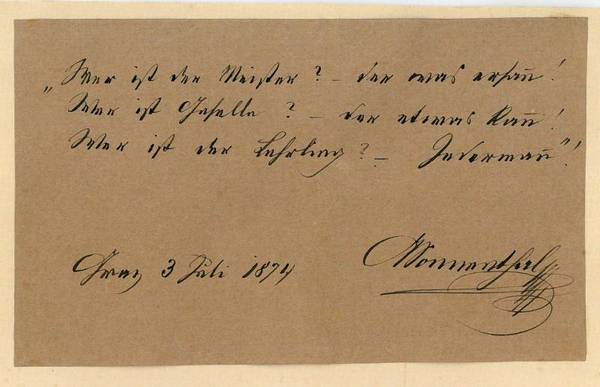 „Wer ist der Meister? – der was ersann!
Wer ist Geselle? – der etwas kann!
Wer ist der Lehrling? – Jedermann“!
Graz 3 Juli 1874
ASonnenthal